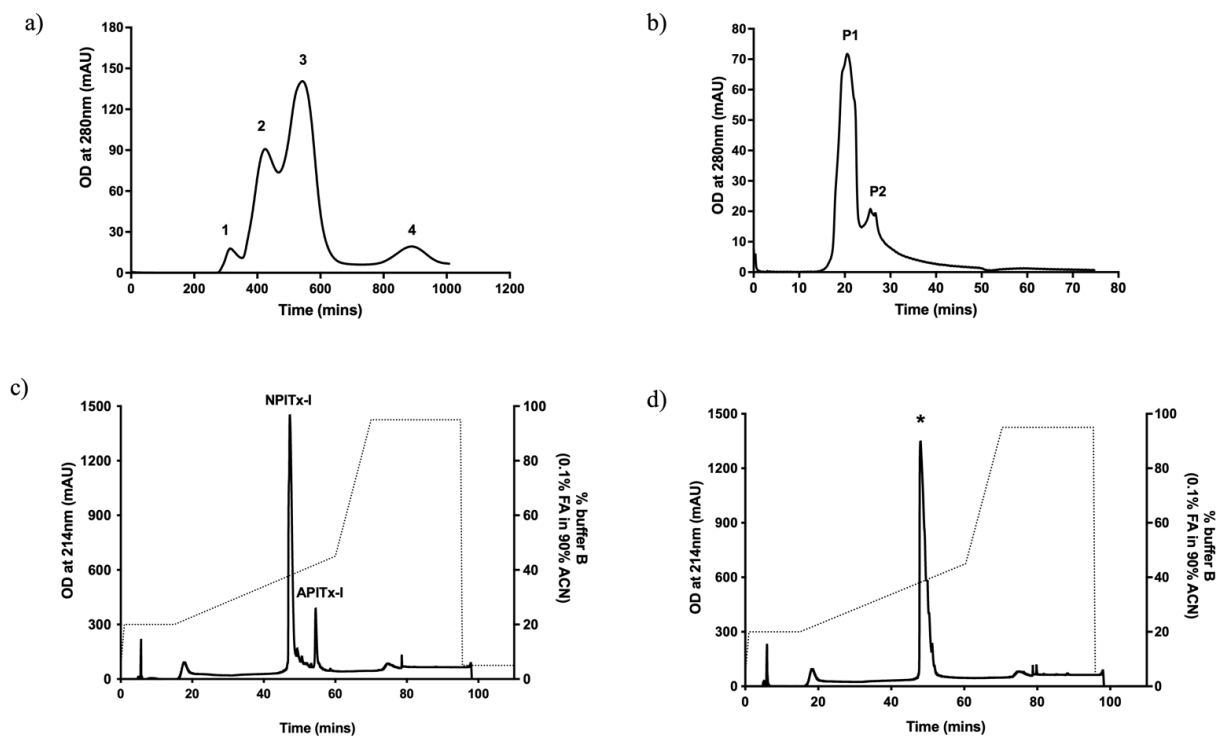 a)
OD at 280nm (mAU)
180
150
120
90
60
30
0
1
2
3
4
0 200 400 600 800 1000 1200
Time (mins)
b)
OD at 280nm (mAU)
80
70
60
50
40
30
20
10
0
P1
P2
0 10 20 30 40 50 60 70 80
Time (mins)
c)
OD at 214nm (mAU)
1500
1200
900
600
300
0
NPITx-I
APITx-I
100
80
60
40
20
0
% buffer B
(0.1% FA in 90% ACN)
0 20 40 60 80 100
Time (mins)
d)
OD at 214nm (mAU)
1500
1200
900
600
300
0
*
100
80
60
40
20
0
% buffer B
(0.1% FA in 90% ACN)
0 20 40 60 80 100
Time (mins)